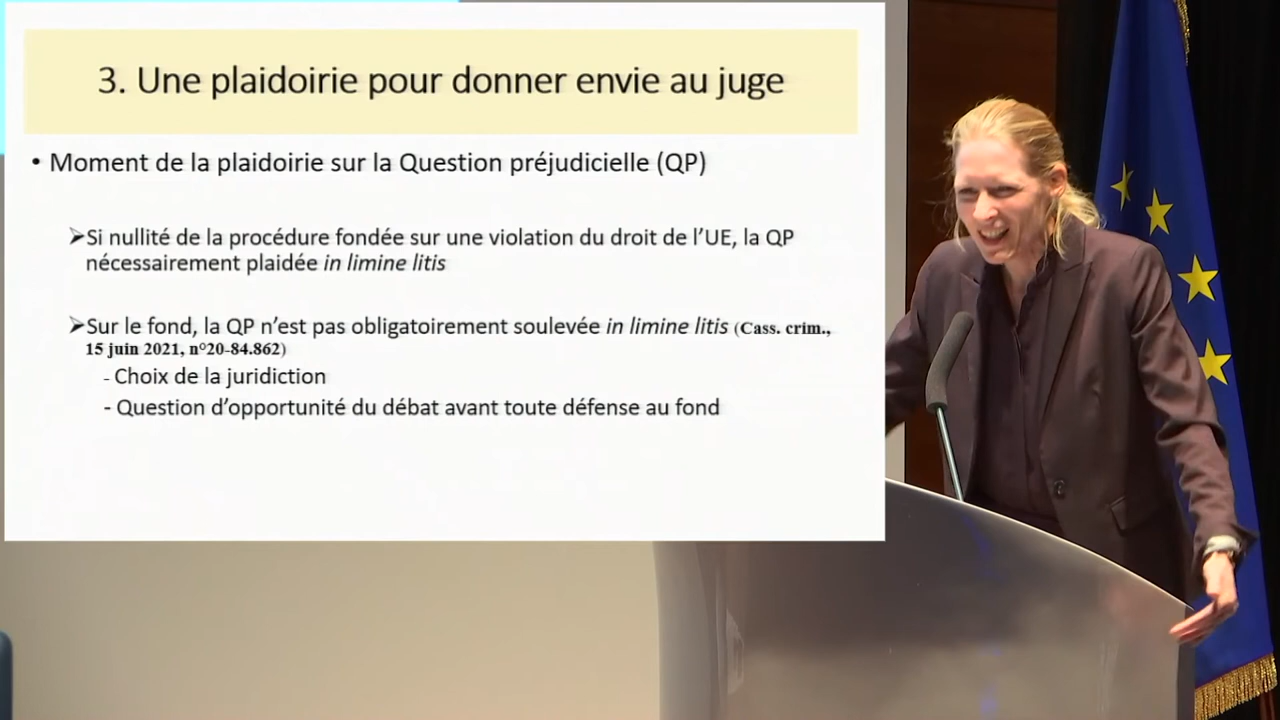 3. Une plaidoirie pour donner envie au juge
• Moment de la plaidoirie sur la Question préjudicielle (QP)
➢Si nullité de la procédure fondée sur une violation du droit de l’UE, la QP
nécessairement plaidée in limine litis
➢Sur le fond, la QP n’est pas obligatoirement soulevée in limine litis (Cass. crim.,
15 juin 2021, n°20-84.862)
- Choix de la juridiction
- Question d’opportunité du débat avant toute défense au fond